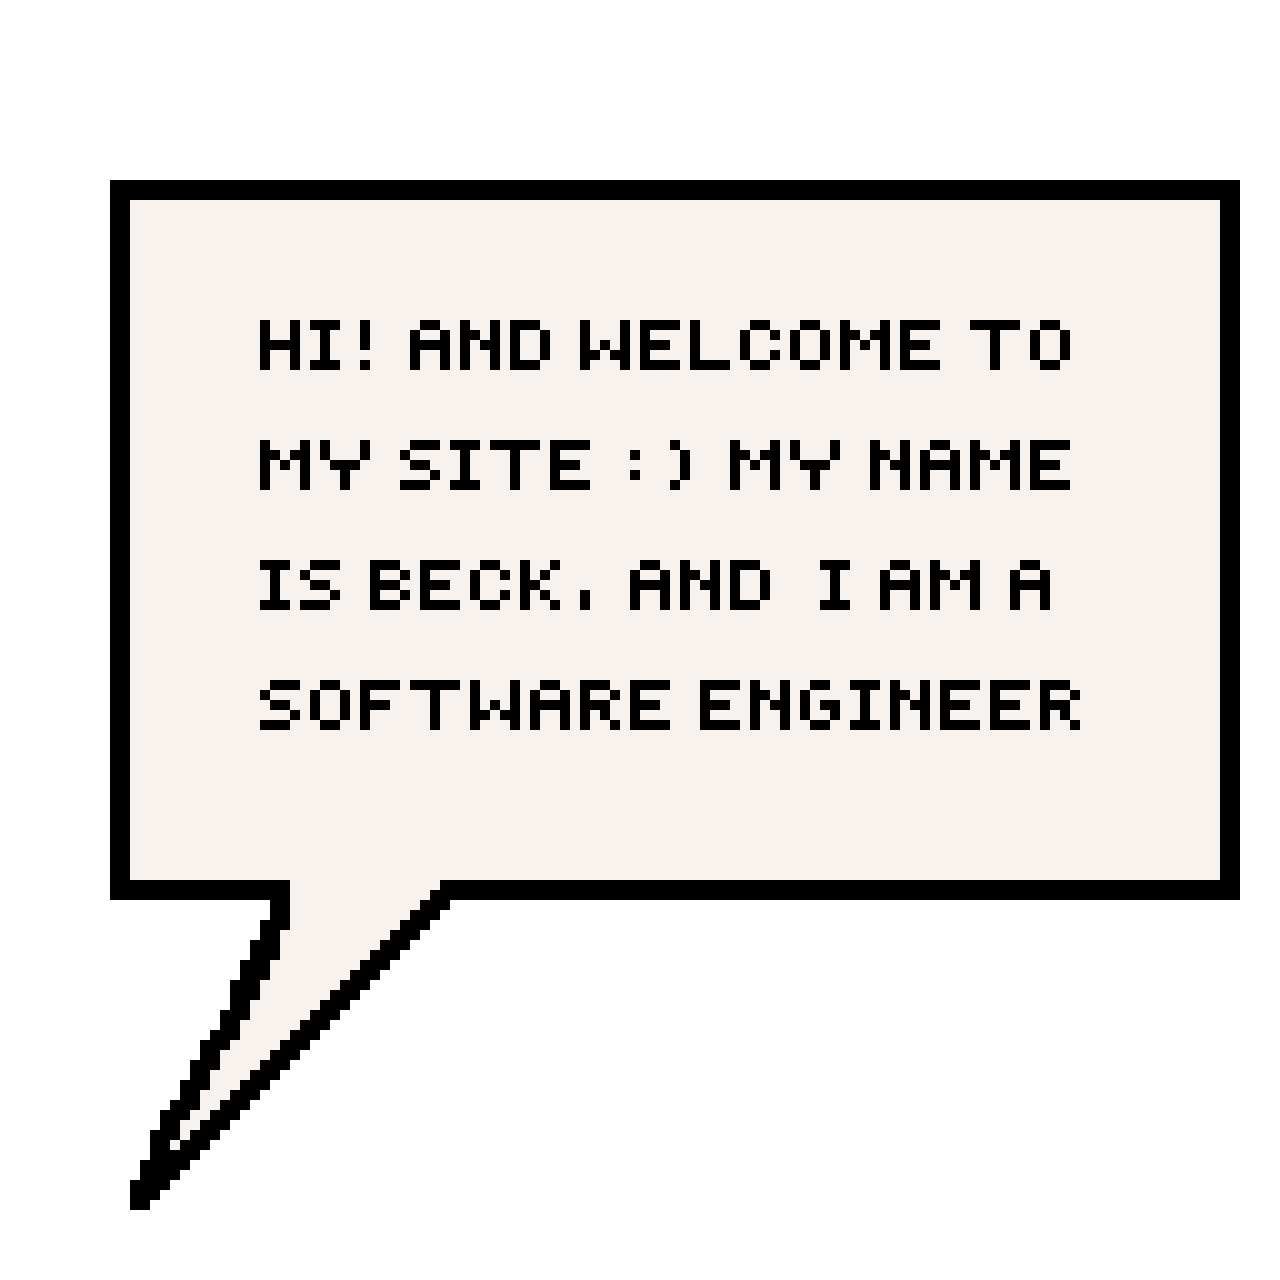 HI! AND WELCOME TO
MY SITE :) MY NAME
IS BECK. AND I AM A
SOFTWARE ENGINEER